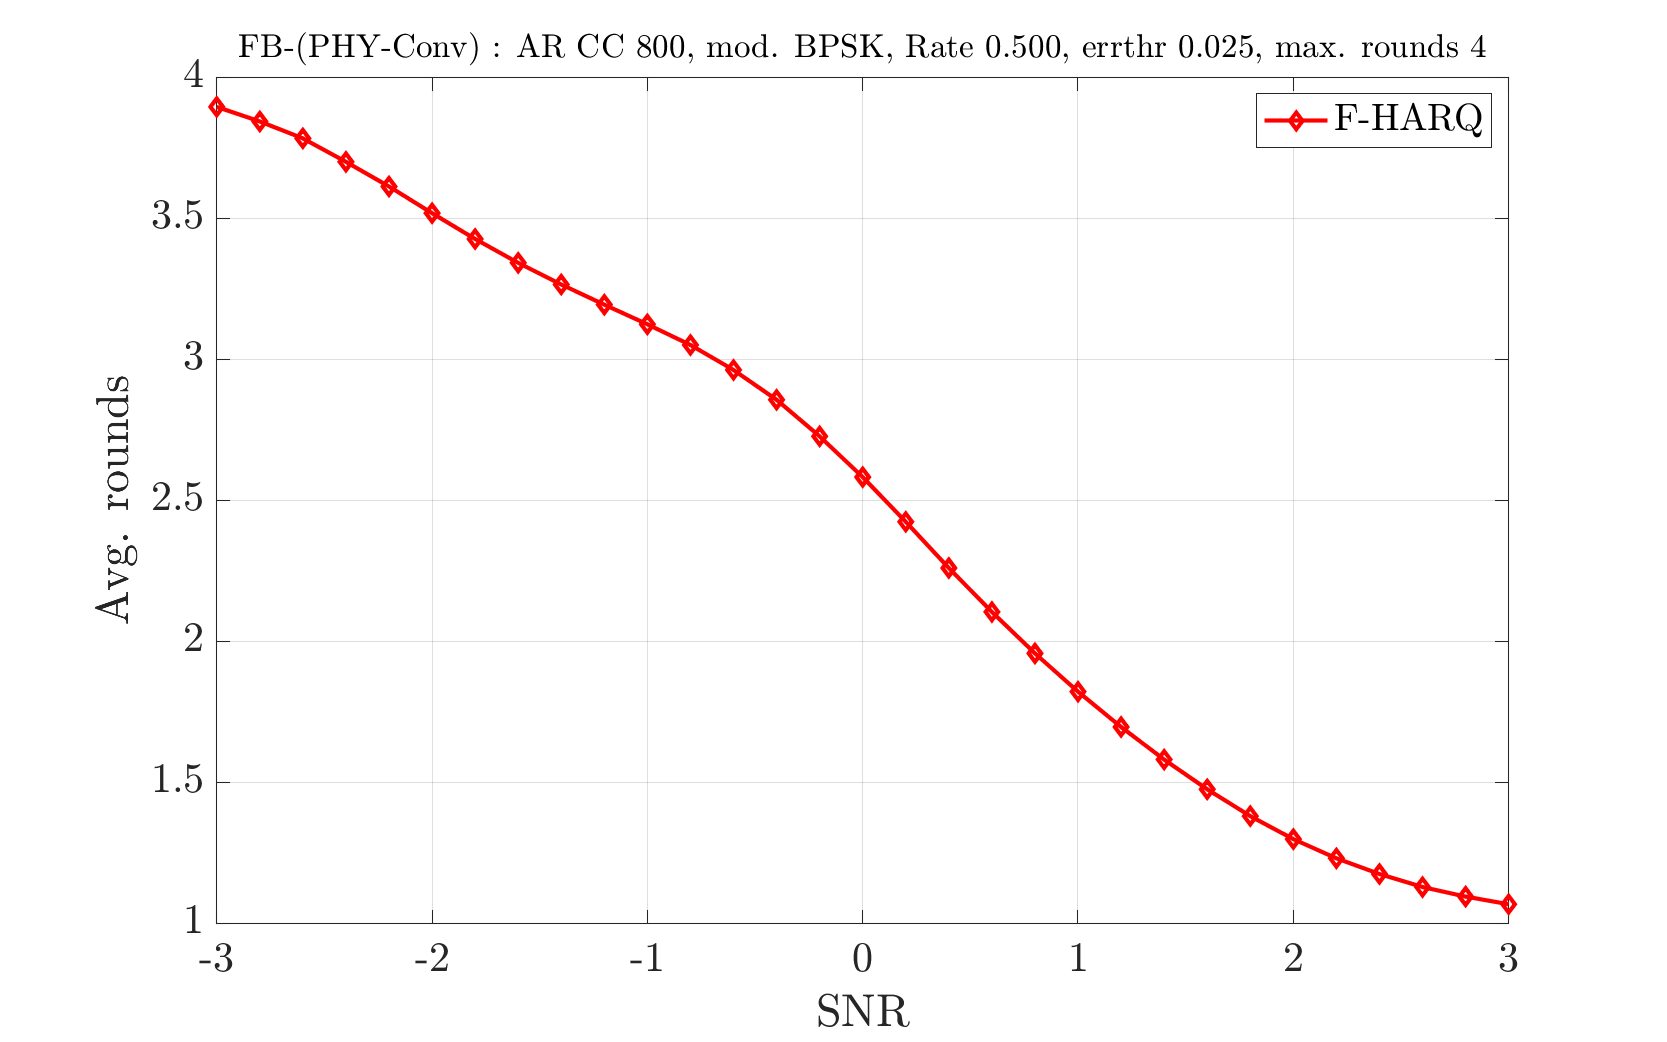 FB-(PHY-Conv) : AR CC 800, mod. BPSK, Rate 0.500, errthr 0.025, max. rounds 4
F-HARQ
4
3.5
3
2.5
2
1.5
1
Avg. rounds
-3 -2 -1 0 1 2 3
SNR